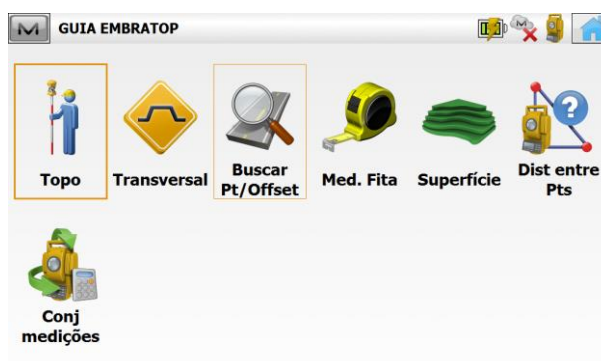 GUIA EMBRATOP
Topo
Transversal
Buscar
Pt/Offset
Med. Fita
Superfície
Dist entre
Pts
Conj
medições